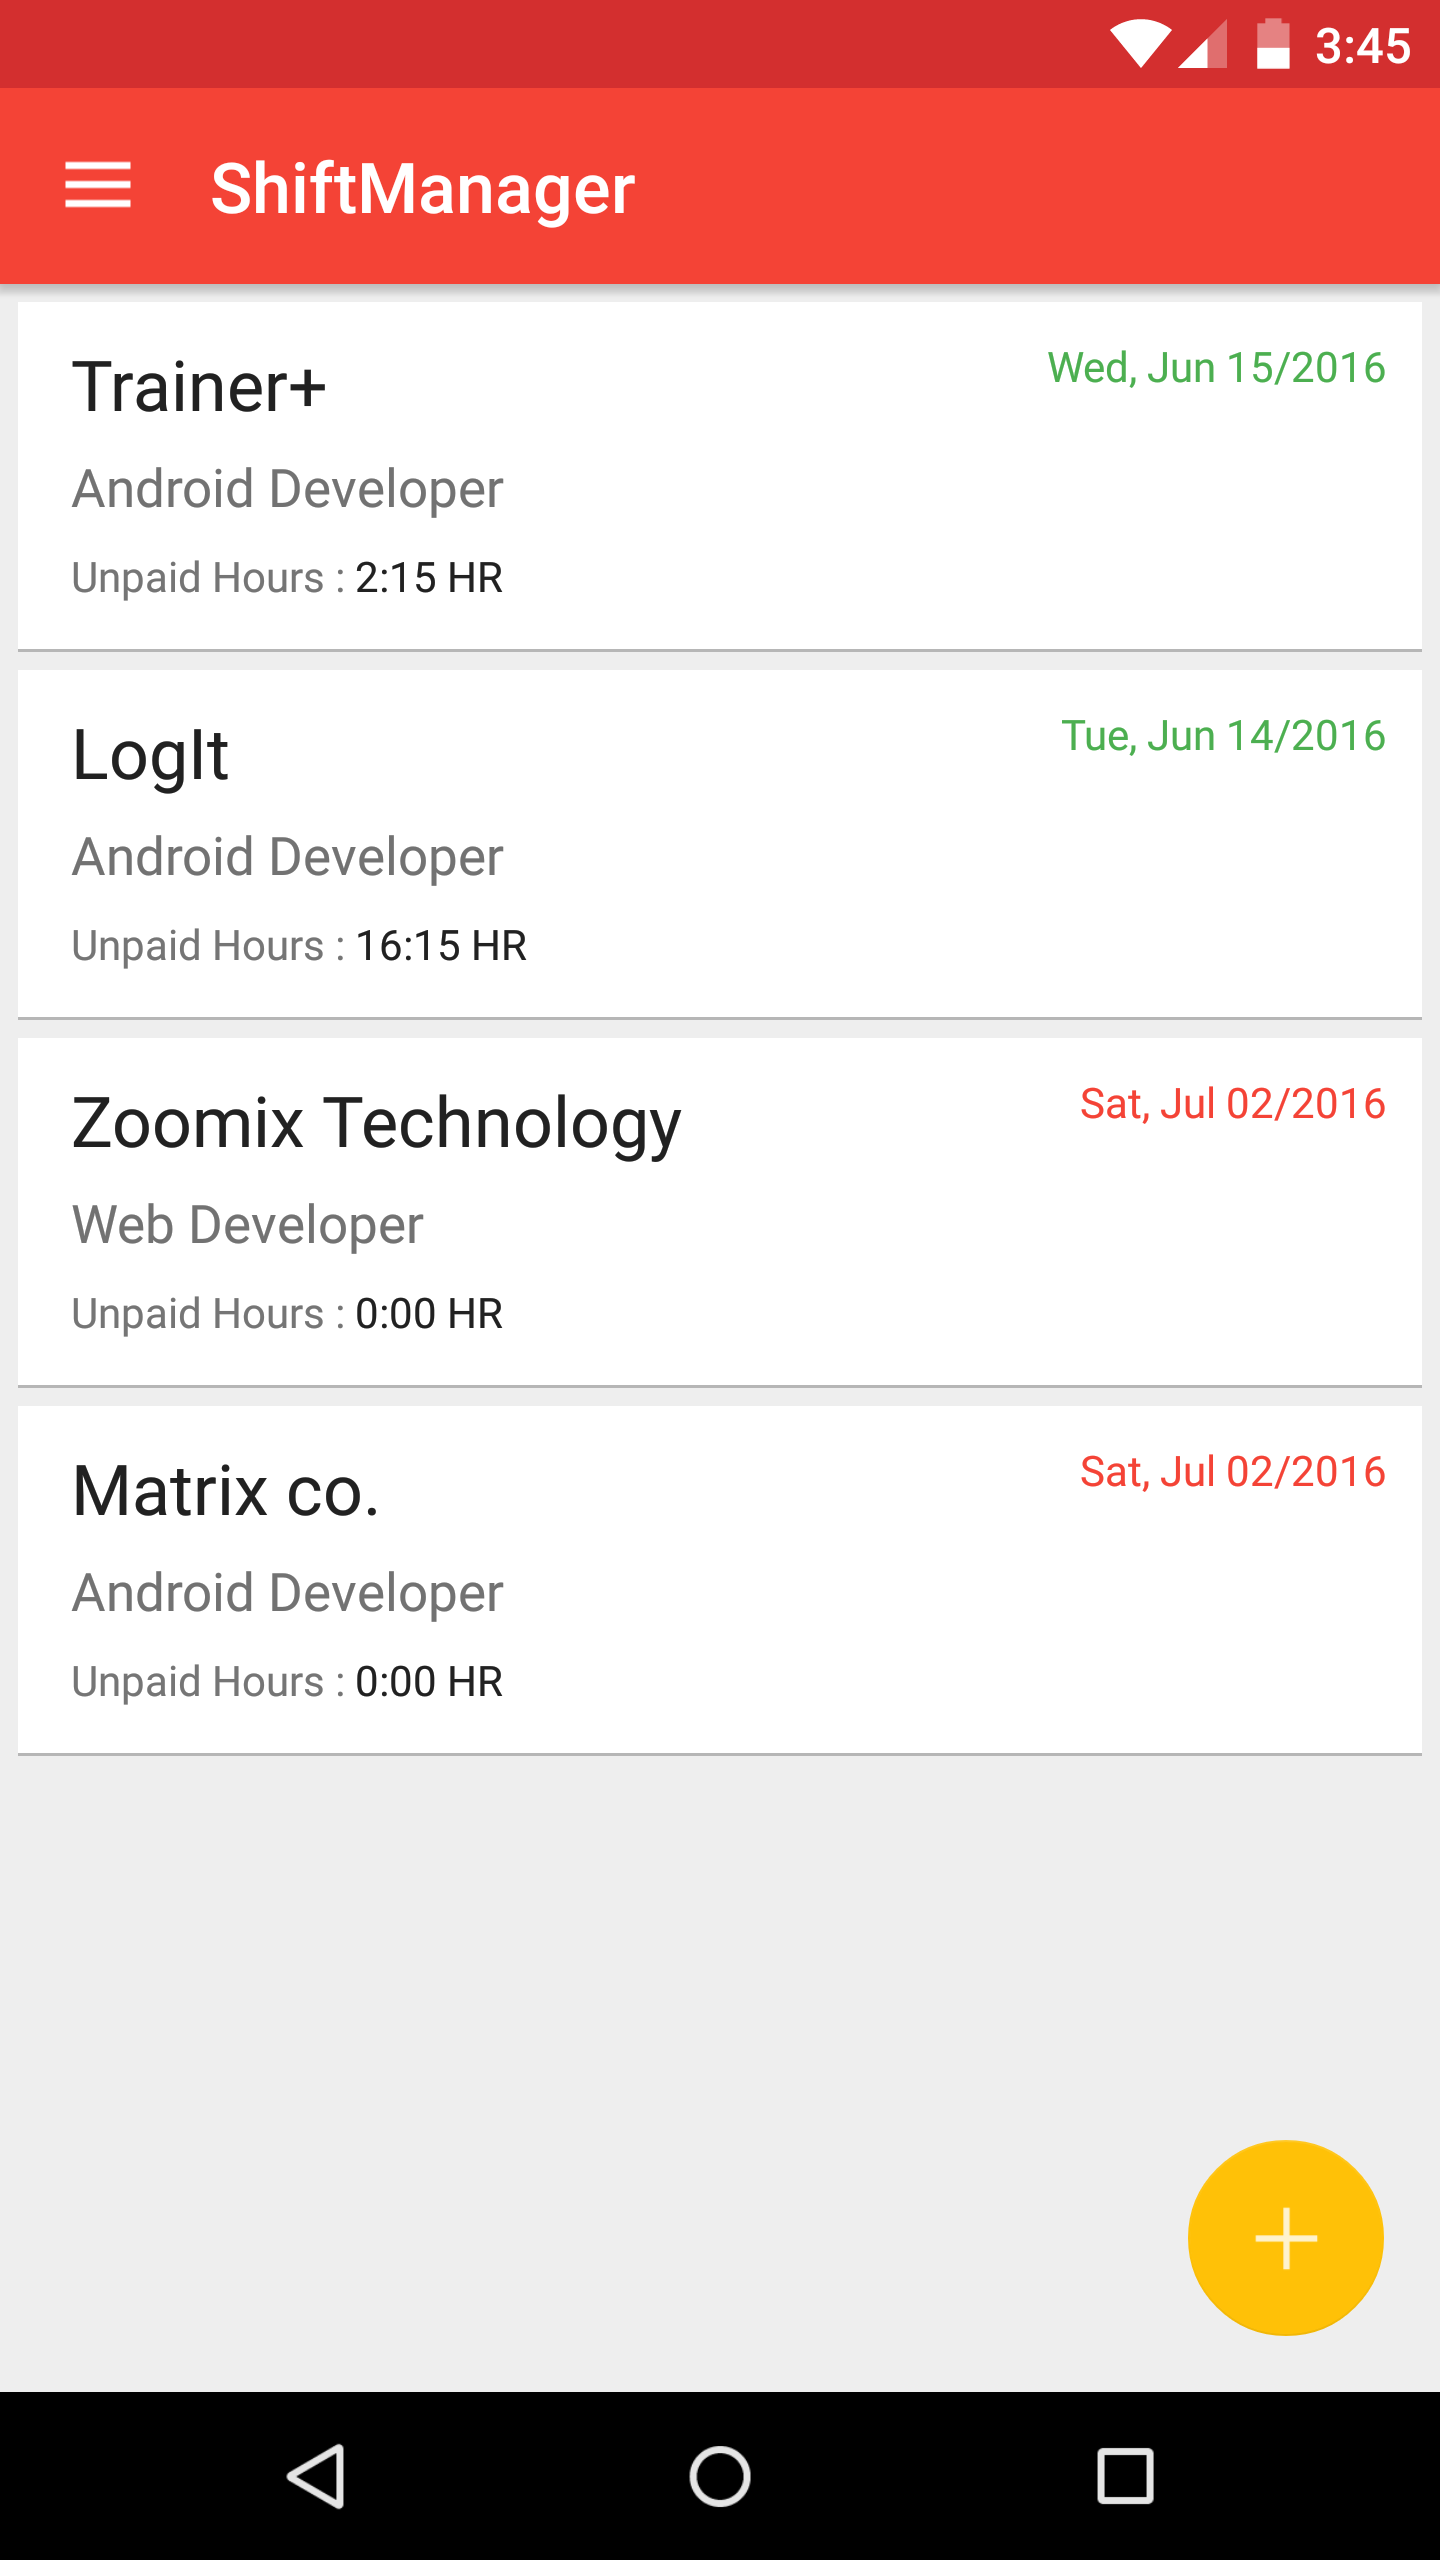 3:45
ShiftManager
Trainer+
Wed, Jun 15/2016
Android Developer
Unpaid Hours : 2:15 HR
LogIt
Tue, Jun 14/2016
Android Developer
Unpaid Hours : 16:15 HR
Zoomix Technology
Sat, Jul 02/2016
Web Developer
Unpaid Hours : 0:00 HR
Matrix co.
Sat, Jul 02/2016
Android Developer
Unpaid Hours : 0:00 HR